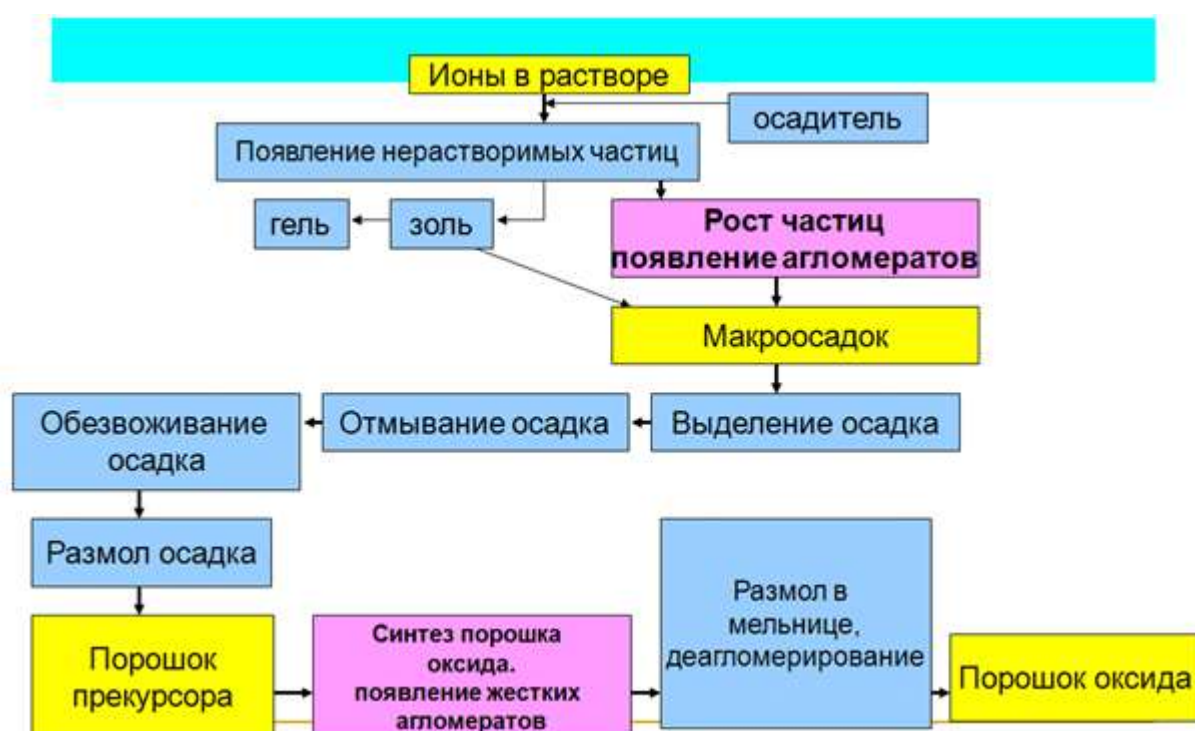 Ионы в растворе
осадитель
Появление нерастворимых частиц
гель
золь
Рост частиц
появление агломератов
Макроосадок
Обезвоживание
осадка
Отмывание осадка
Выделение осадка
Размол осадка
Порошок
прекурсора
Синтез порошка
оксида.
появление жестких
агломератов
Размол в
мельнице,
деагломерирование
Порошок оксида